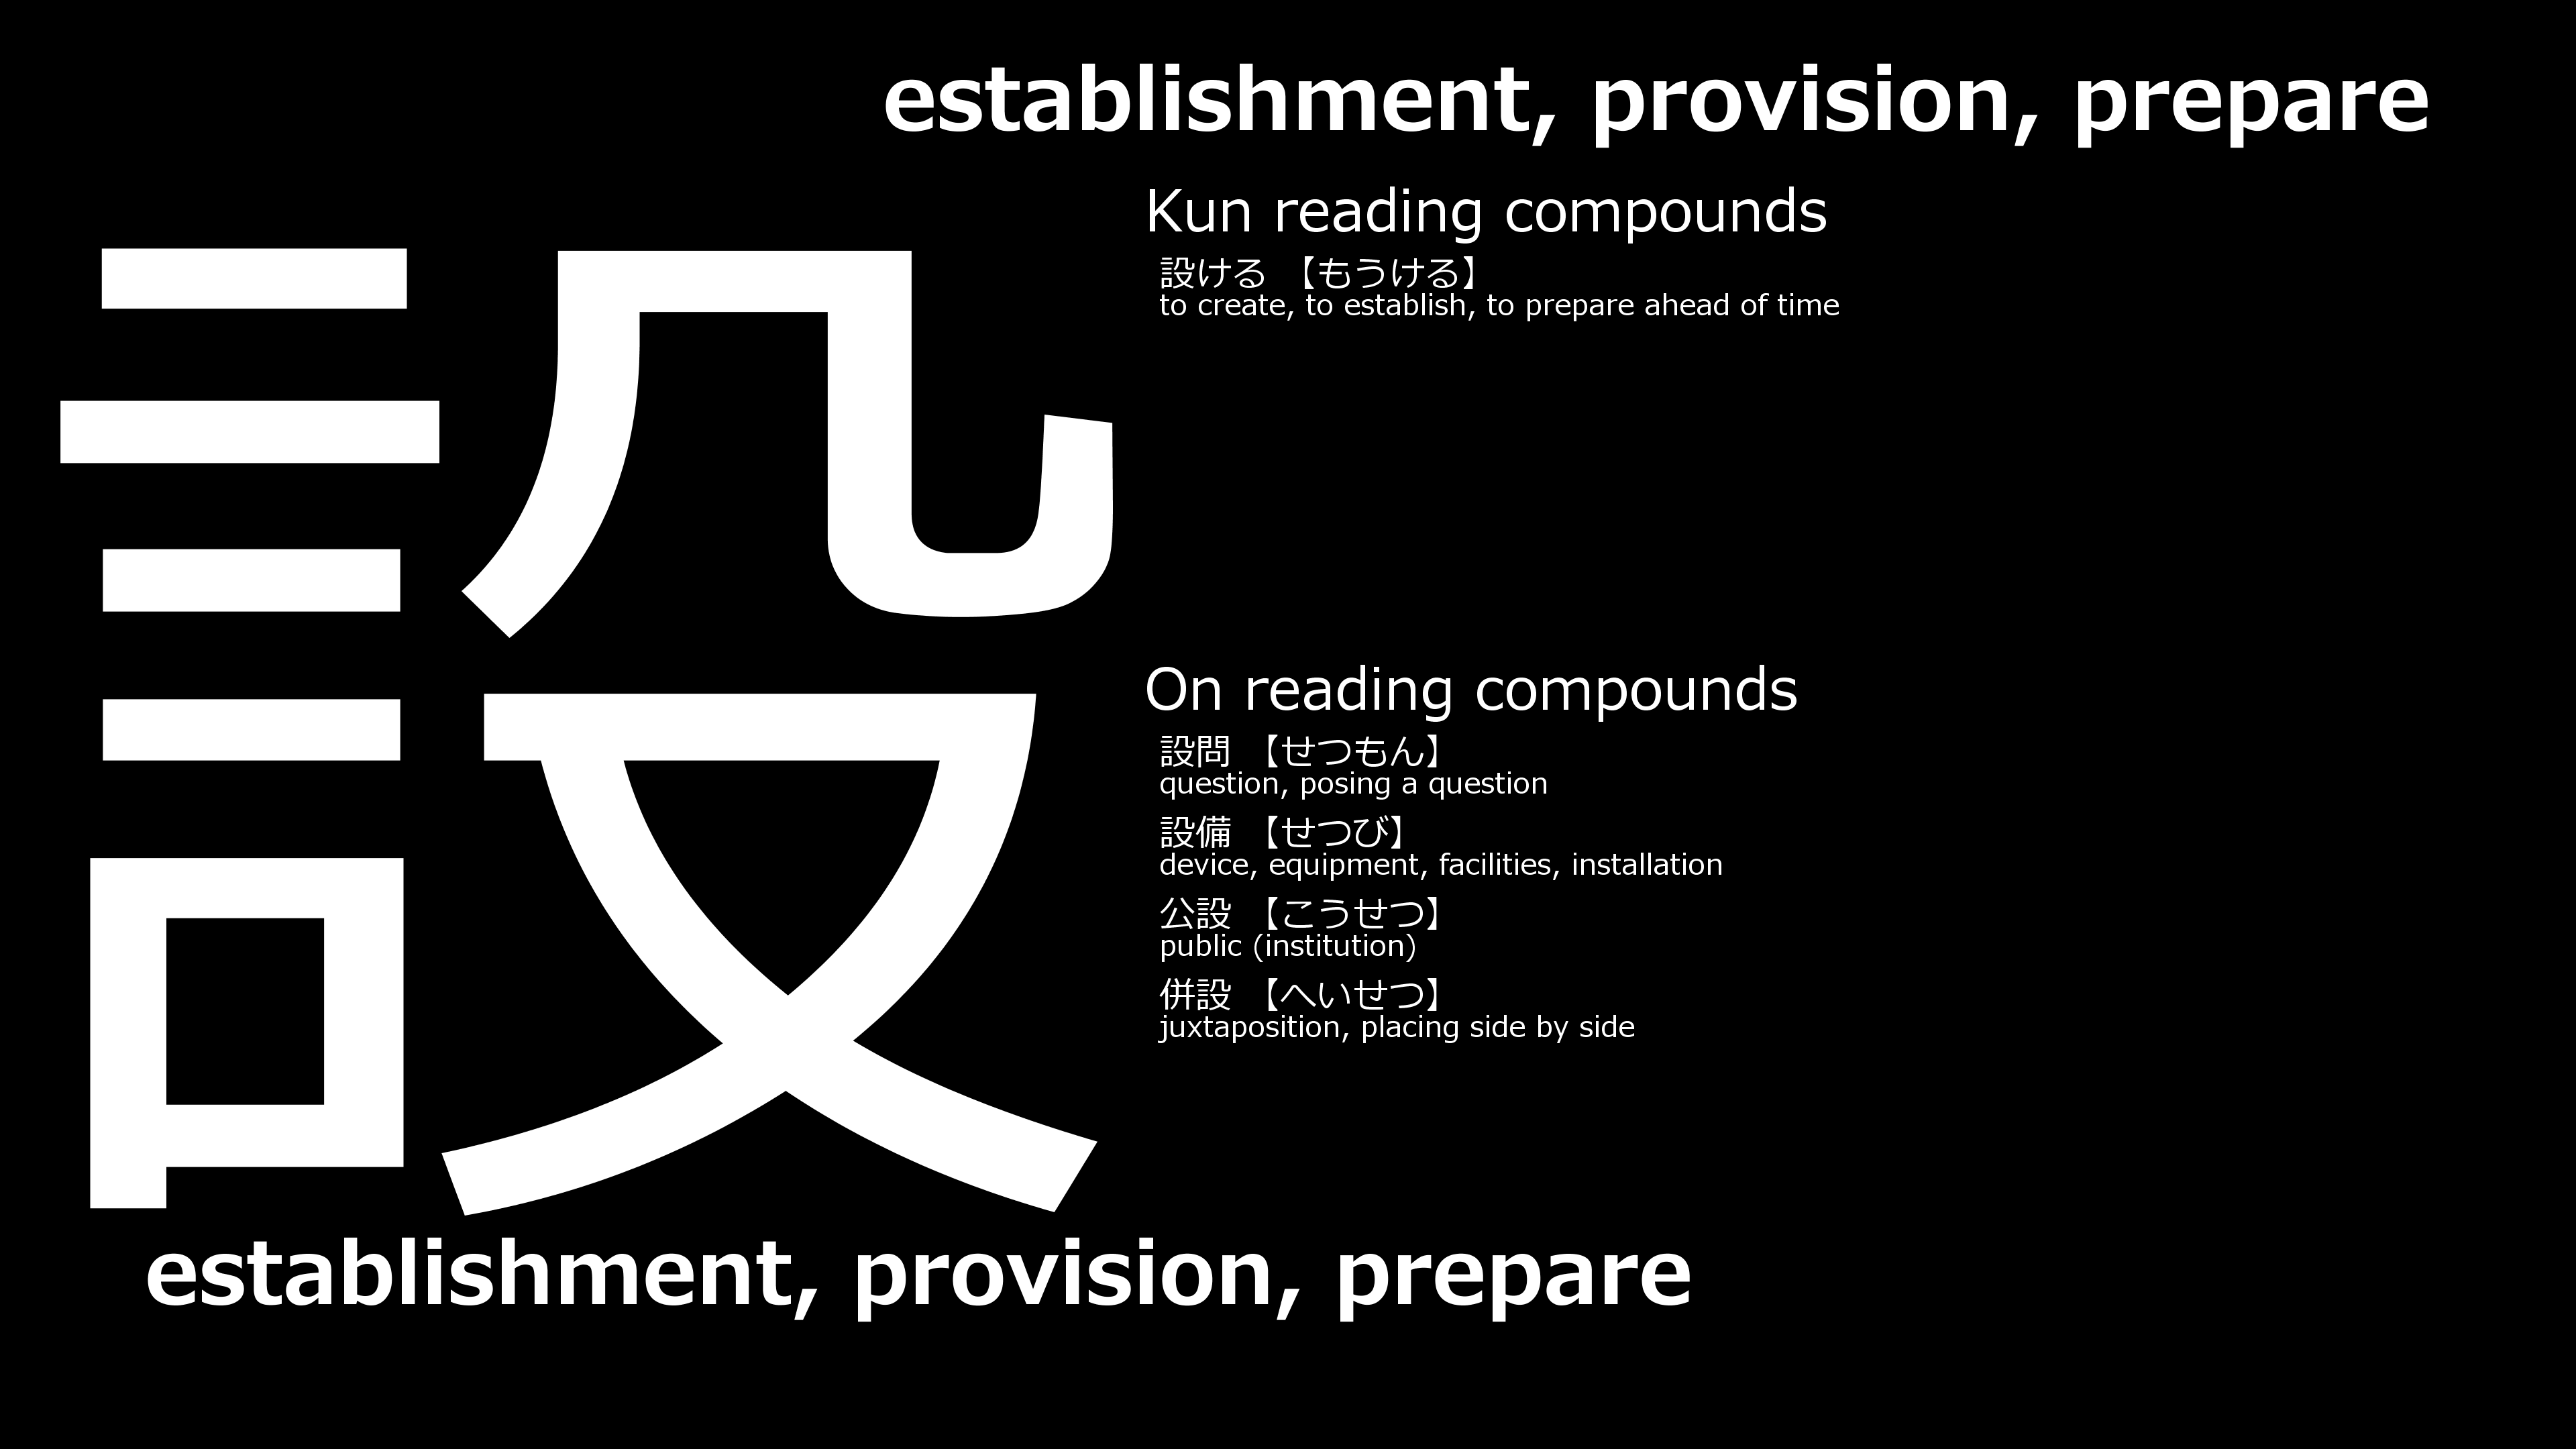 establishment, provision, prepare
設
Kun reading compounds
設ける 【もうける】
to create, to establish, to prepare ahead of time
On reading compounds
設問 【せつもん】
question, posing a question
設備 【せつび】
device, equipment, facilities, installation
公設 【こうせつ】
public (institution)
併設 【へいせつ】
juxtaposition, placing side by side
establishment, provision, prepare